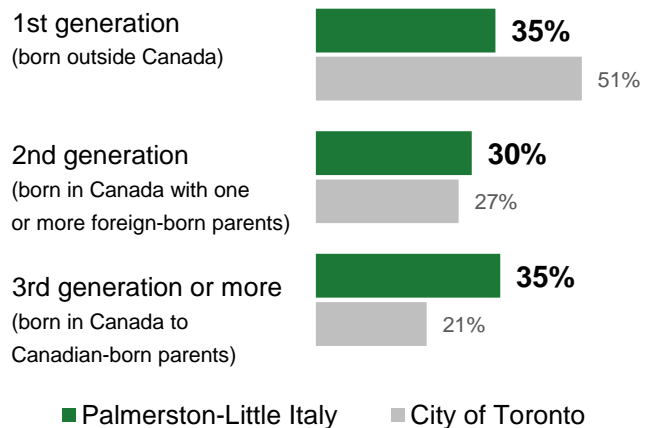 1st generation
(born outside Canada)
35%
51%
2nd generation
(born in Canada with one
or more foreign-born parents)
30%
27%
3rd generation or more
(born in Canada to
Canadian-born parents)
35%
21%
Palmerston-Little Italy
City of Toronto